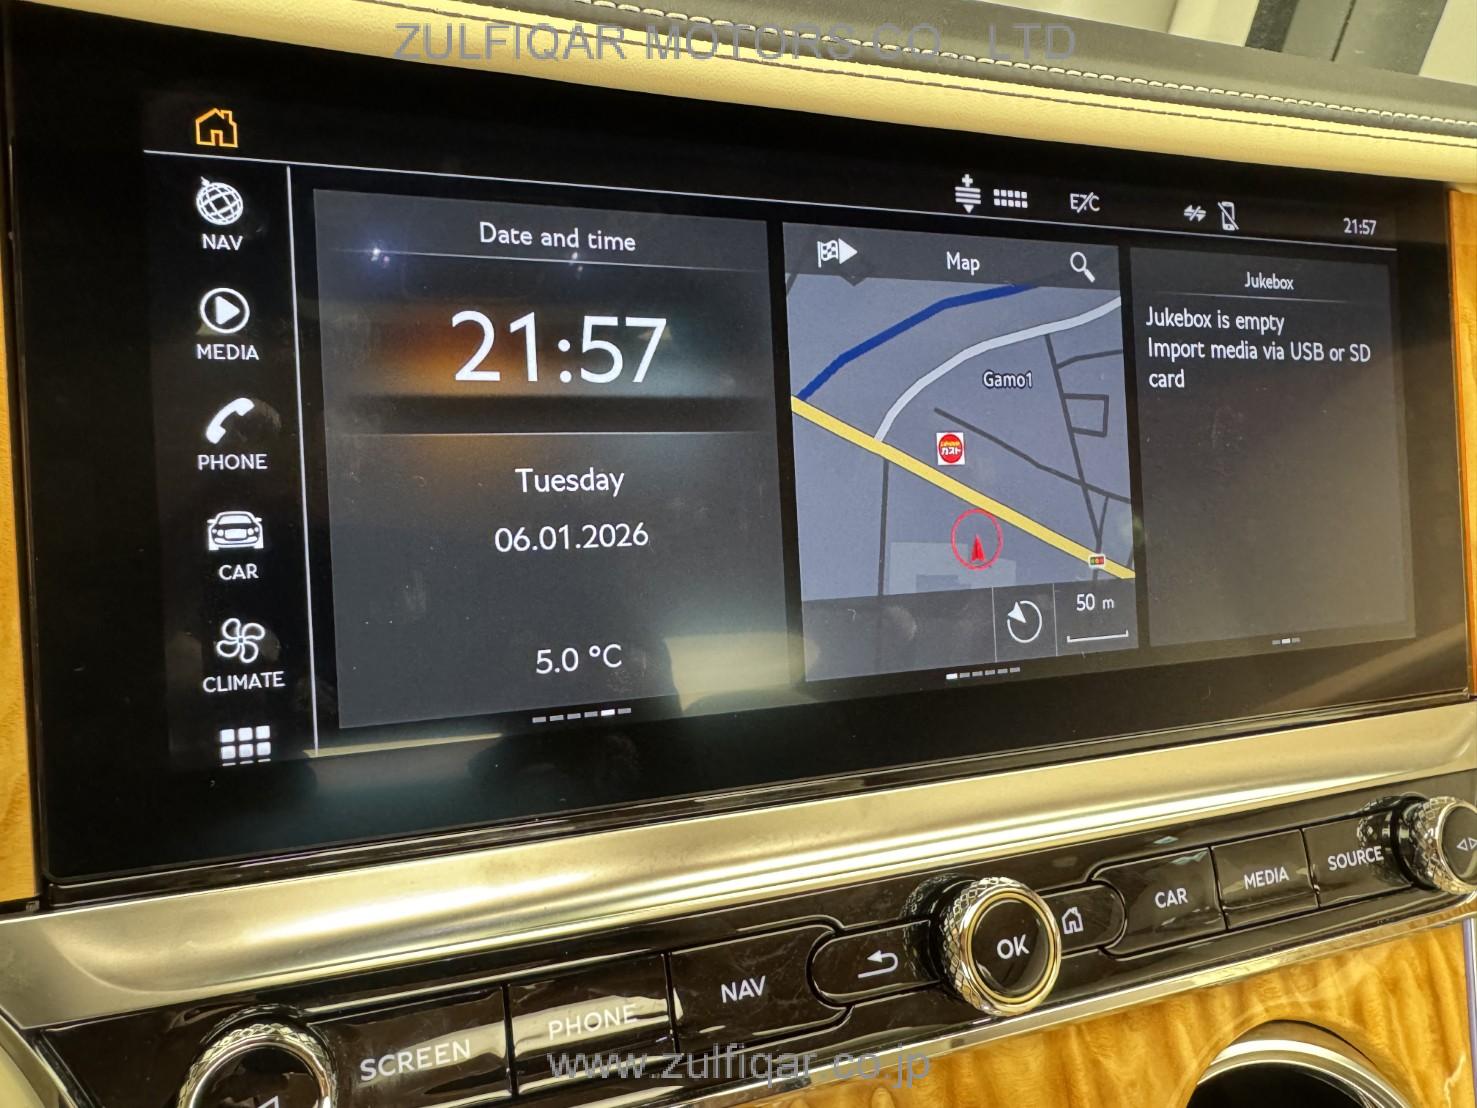 ZULFIQAR MOTORS CO., LTD
NAV
MEDIA
PHONE
CAR
CLIMATE
E7/C
21:57
Date and time
21:57
Tuesday
06.01.2026
5.0 °C
Map
Gamo1
ガスト
50 m
Jukebox
Jukebox is empty
Import media via USB or SD
card
SCREEN
PHONE
NAV
OK
CAR
MEDIA
SOURCE
www.zulfiqar.co.jp